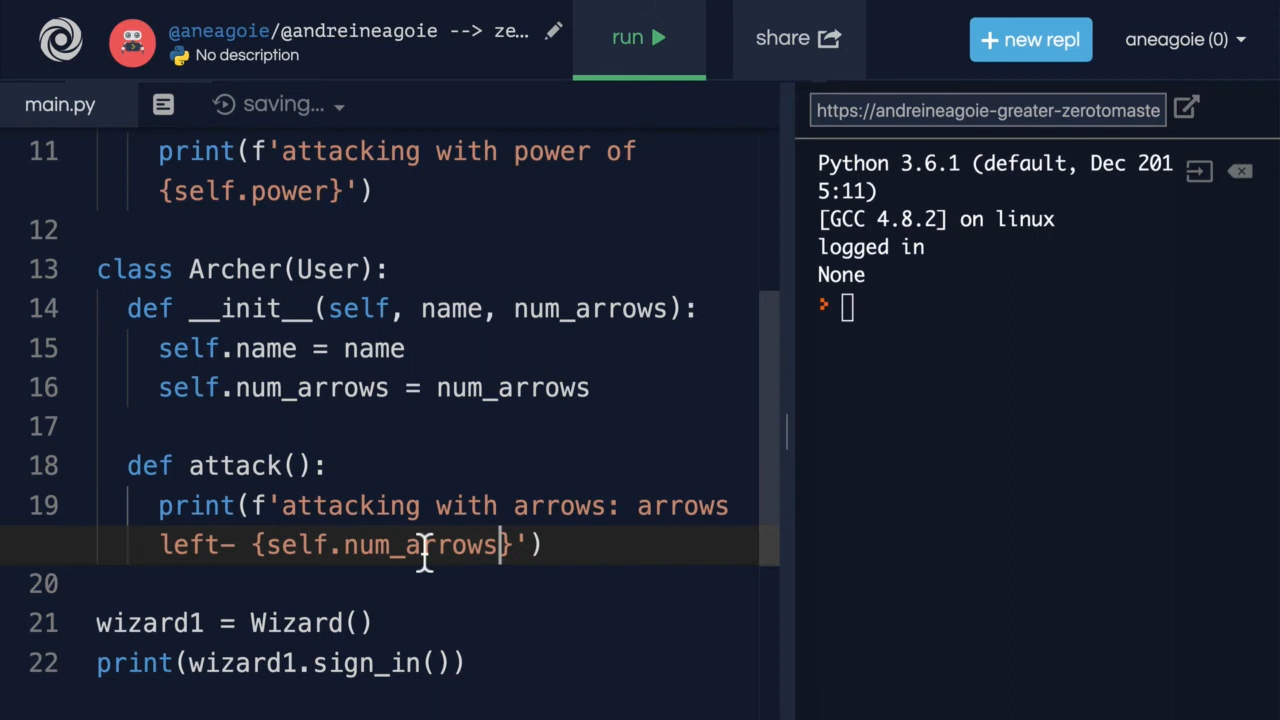 @aneagoie/@andreineagoie --> ze...
No description
run
share
+ new repl
aneagoie (0)
main.py
saving...
https://andreineagoie-greater-zerotomaste
11 print(f'attacking with power of
{self.power}')
12
13 class Archer(User):
14 def __init__(self, name, num_arrows):
15 self.name = name
16 self.num_arrows = num_arrows
17
18 def attack():
19 print(f'attacking with arrows: arrows
left- {self.num_arrows}')
20
21 wizard1 = Wizard()
22 print(wizard1.sign_in())
Python 3.6.1 (default, Dec 201
5:11)
[GCC 4.8.2] on linux
logged in
None